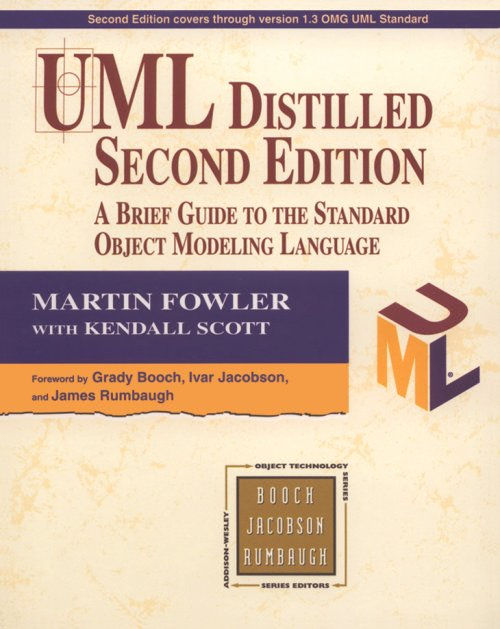 Second Edition covers through version 1.3 OMG UML Standard
UML DISTILLED
SECOND EDITION
A BRIEF GUIDE TO THE STANDARD
OBJECT MODELING LANGUAGE
MARTIN FOWLER
WITH KENDALL SCOTT
Foreword by Grady Booch, Ivar Jacobson,
and James Rumbaugh
UML®
OBJECT TECHNOLOGY
SERIES
ADDISON-WESLEY
BOOCH
JACOBSON
RUMBAUGH
SERIES EDITORS